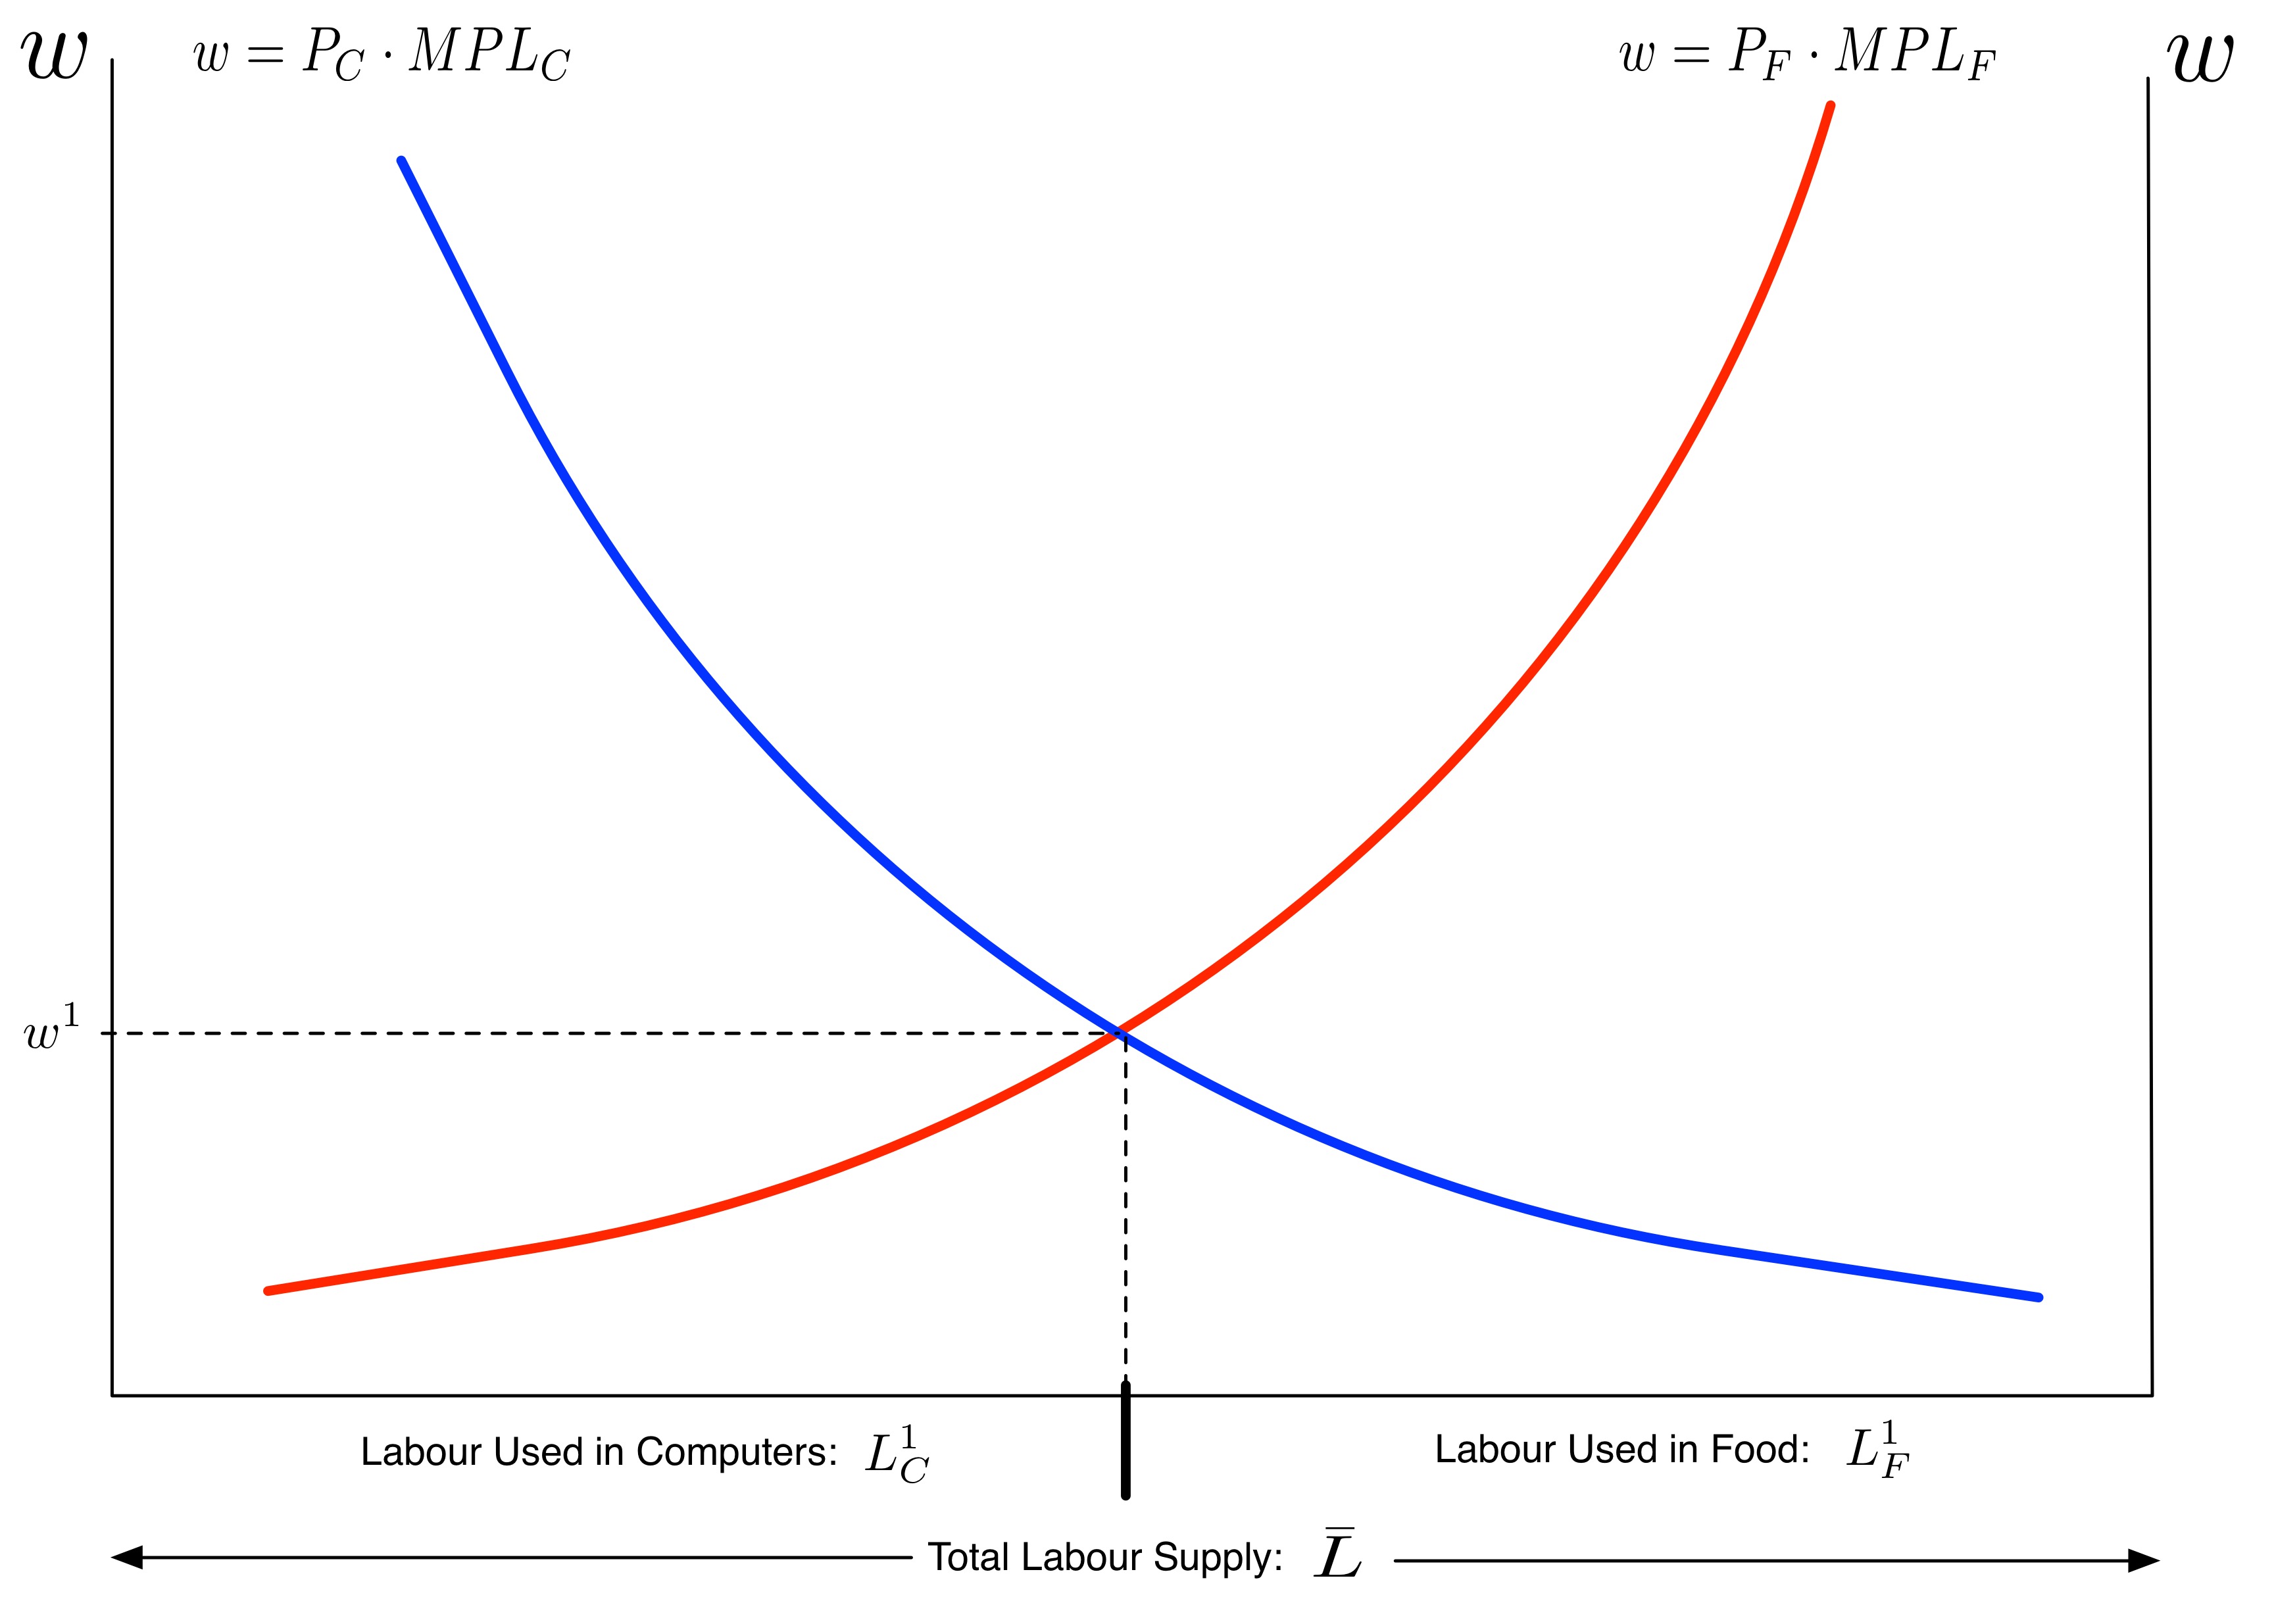 w
w = P_C · MPL_C
w = P_F · MPL_F
w
w^1
Labour Used in Computers: L_C^1
Labour Used in Food: L_F^1
Total Labour Supply: L̅